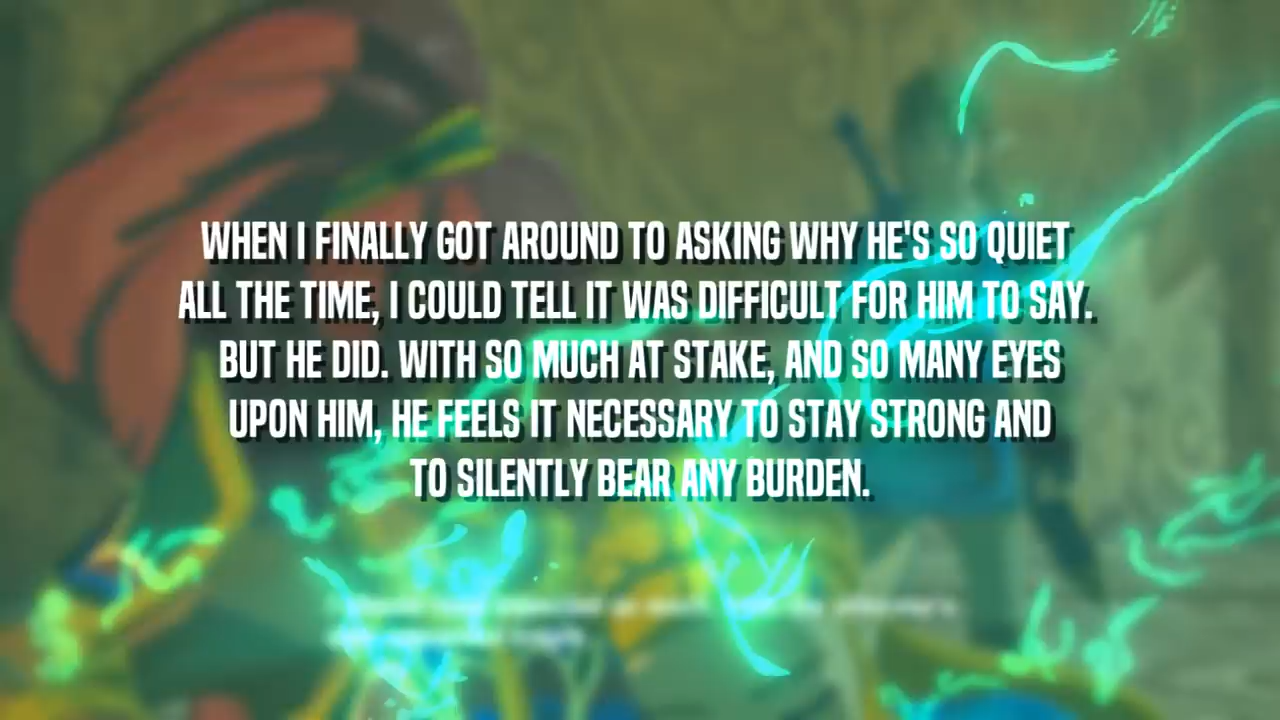 WHEN I FINALLY GOT AROUND TO ASKING WHY HE'S SO QUIET
ALL THE TIME, I COULD TELL IT WAS DIFFICULT FOR HIM TO SAY.
BUT HE DID. WITH SO MUCH AT STAKE, AND SO MANY EYES
UPON HIM, HE FEELS IT NECESSARY TO STAY STRONG AND
TO SILENTLY BEAR ANY BURDEN.